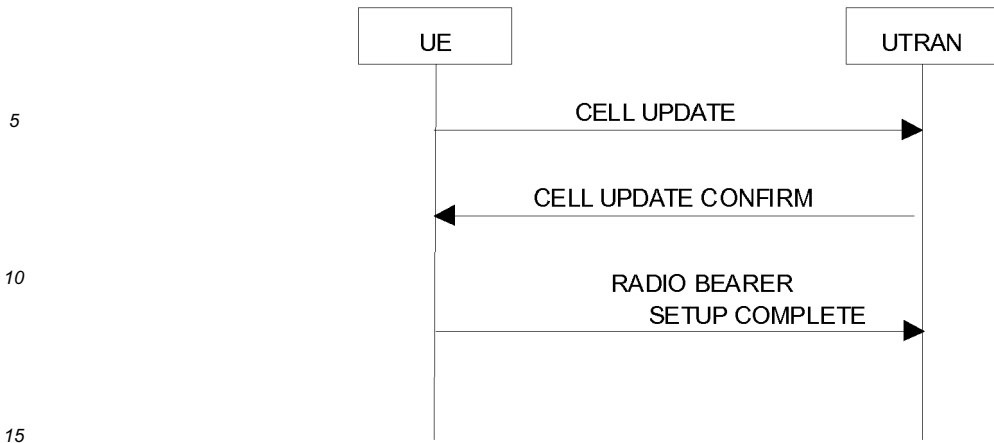 UE
UTRAN
5
CELL UPDATE
CELL UPDATE CONFIRM
10
RADIO BEARER
SETUP COMPLETE
15